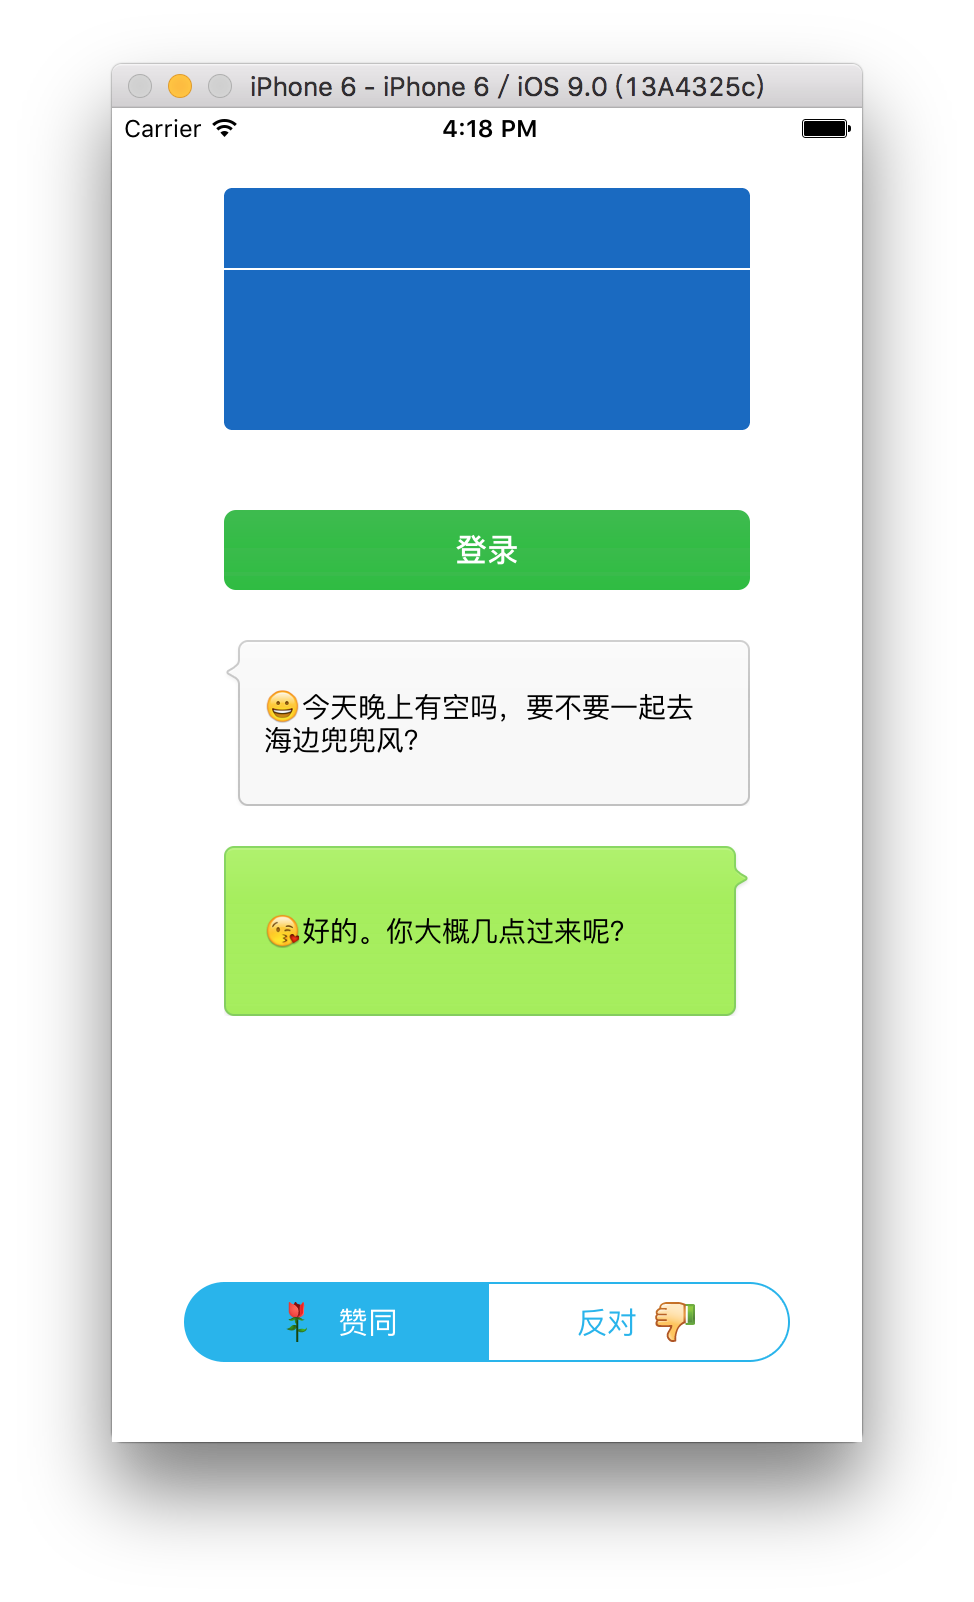 iPhone 6 - iPhone 6 / iOS 9.0 (13A4325c)
Carrier 4:18 PM
登录
😀今天晚上有空吗，要不要一起去
海边兜兜风？
😘好的。你大概几点过来呢？
赞同 反对